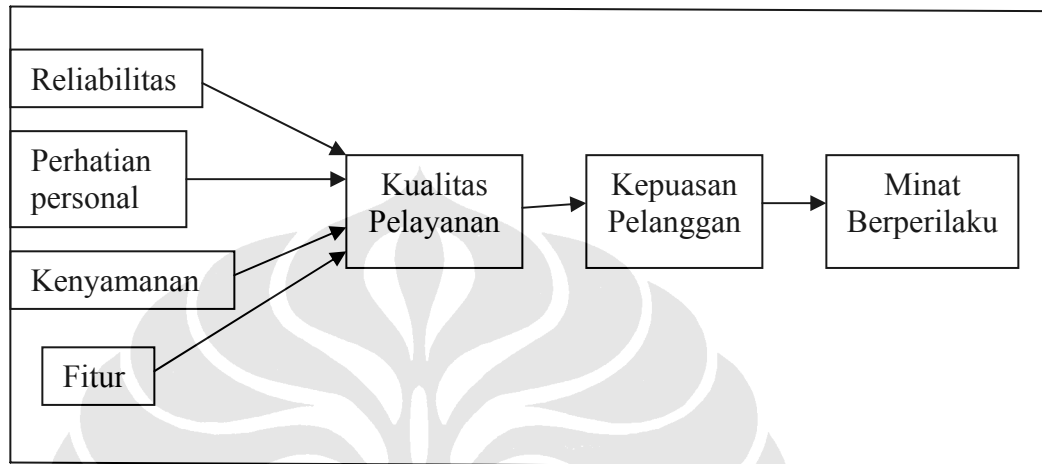 Reliabilitas
Perhatian
personal
Kenyamanan
Fitur
Kualitas
Pelayanan
Kepuasan
Pelanggan
Minat
Berperilaku